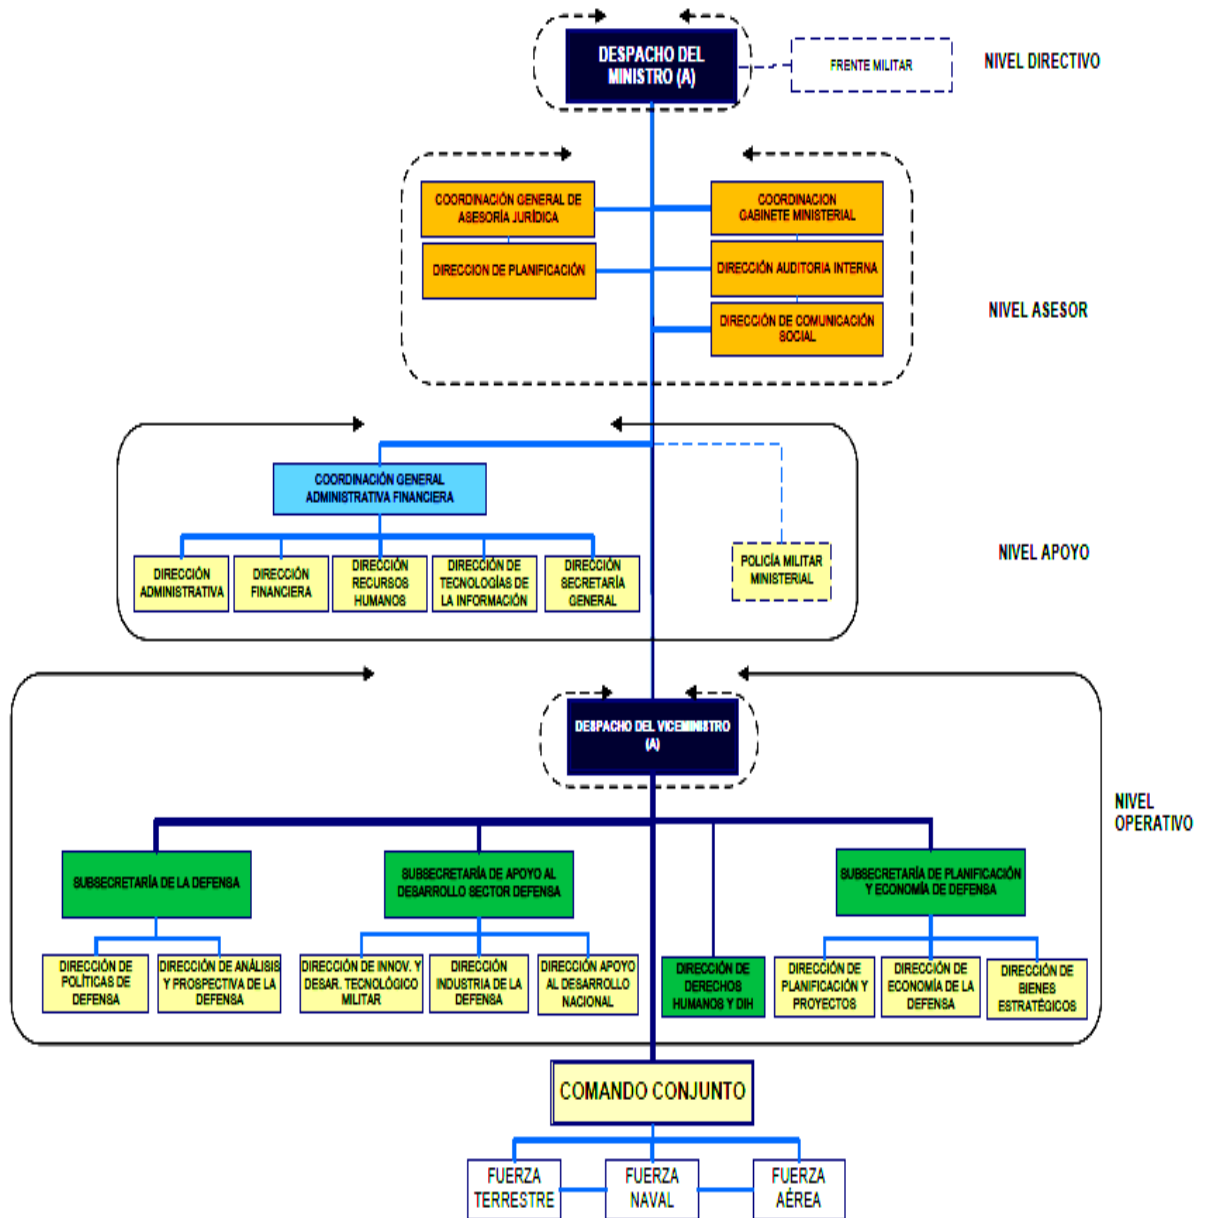 DESPACHO DEL
MINISTRO (A)
FRENTE MILITAR
NIVEL DIRECTIVO
COORDINACIÓN GENERAL DE
ASESORÍA JURÍDICA
COORDINACION
GABINETE MINISTERIAL
DIRECCION DE PLANIFICACIÓN
DIRECCIÓN AUDITORIA INTERNA
DIRECCIÓN DE COMUNICACIÓN
SOCIAL
NIVEL ASESOR
COORDINACIÓN GENERAL
ADMINISTRATIVA FINANCIERA
DIRECCIÓN
ADMINISTRATIVA
DIRECCIÓN
FINANCIERA
DIRECCIÓN
RECURSOS
HUMANOS
DIRECCIÓN DE
TECNOLOGÍAS DE
LA INFORMACIÓN
DIRECCIÓN
SECRETARÍA
GENERAL
POLICÍA MILITAR
MINISTERIAL
NIVEL APOYO
DESPACHO DEL VICEMINISTRO
(A)
NIVEL
OPERATIVO
SUBSECRETARÍA DE LA DEFENSA
SUBSECRETARÍA DE APOYO AL
DESARROLLO SECTOR DEFENSA
SUBSECRETARÍA DE PLANIFICACIÓN
Y ECONOMÍA DE DEFENSA
DIRECCIÓN DE
POLÍTICAS DE
DEFENSA
DIRECCIÓN DE ANÁLISIS
Y PROSPECTIVA DE LA
DEFENSA
DIRECCIÓN DE INNOV. Y
DESAR. TECNOLÓGICO
MILITAR
DIRECCIÓN
INDUSTRIA DE LA
DEFENSA
DIRECCIÓN APOYO
AL DESARROLLO
NACIONAL
DIRECCIÓN DE
DERECHOS
HUMANOS Y DIH
DIRECCIÓN DE
PLANIFICACIÓN Y
PROYECTOS
DIRECCIÓN DE
ECONOMÍA DE LA
DEFENSA
DIRECCIÓN DE
BIENES
ESTRATÉGICOS
COMANDO CONJUNTO
FUERZA
TERRESTRE
FUERZA
NAVAL
FUERZA
AÉREA